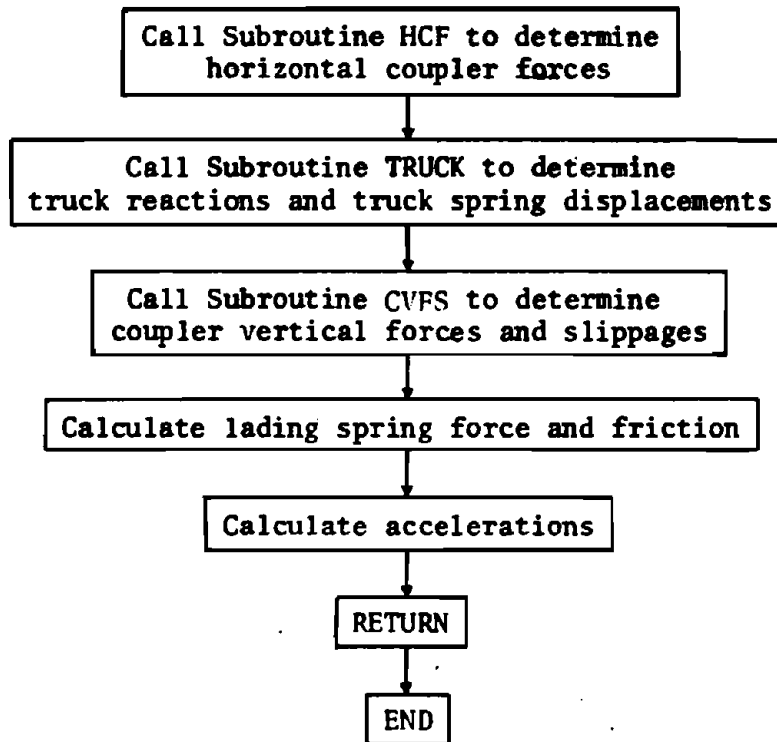 Call Subroutine HCF to determine
horizontal coupler forces
Call Subroutine TRUCK to determine
truck reactions and truck spring displacements
Call Subroutine CVFS to determine
coupler vertical forces and slippages
Calculate lading spring force and friction
Calculate accelerations
RETURN
END